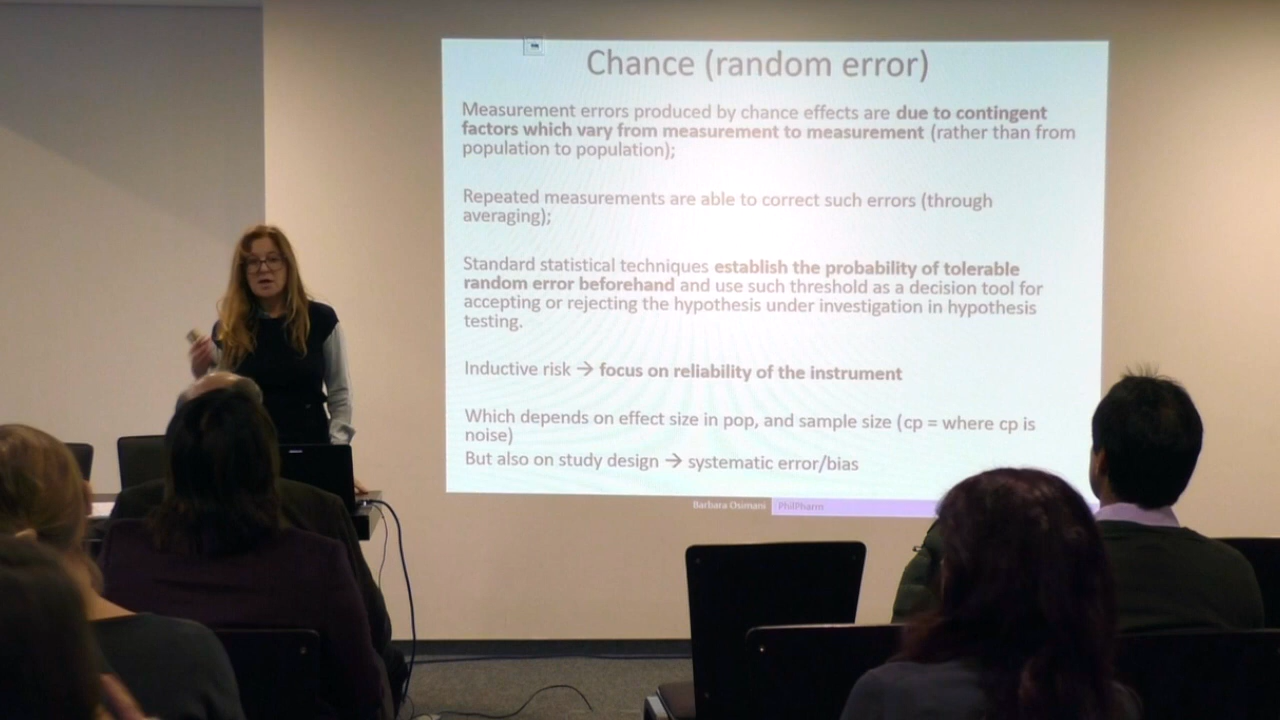 Chance (random error)
Measurement errors produced by chance effects are due to contingent
factors which vary from measurement to measurement (rather than from
population to population);
Repeated measurements are able to correct such errors (through
averaging);
Standard statistical techniques establish the probability of tolerable
random error beforehand and use such threshold as a decision tool for
accepting or rejecting the hypothesis under investigation in hypothesis
testing.
Inductive risk → focus on reliability of the instrument
Which depends on effect size in pop, and sample size (cp = where cp is
noise)
But also on study design → systematic error/bias
Barbara Osimani PhilPharm